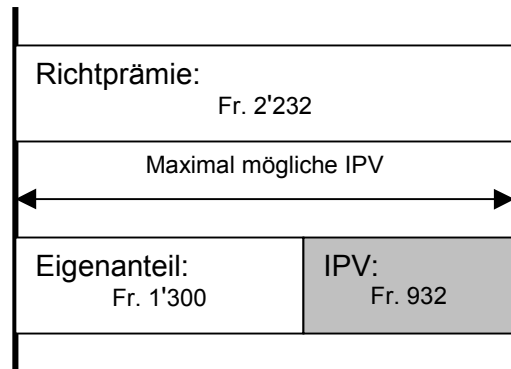 Richtprämie:
Fr. 2'232
Maximal mögliche IPV
Eigenanteil:
Fr. 1'300
IPV:
Fr. 932